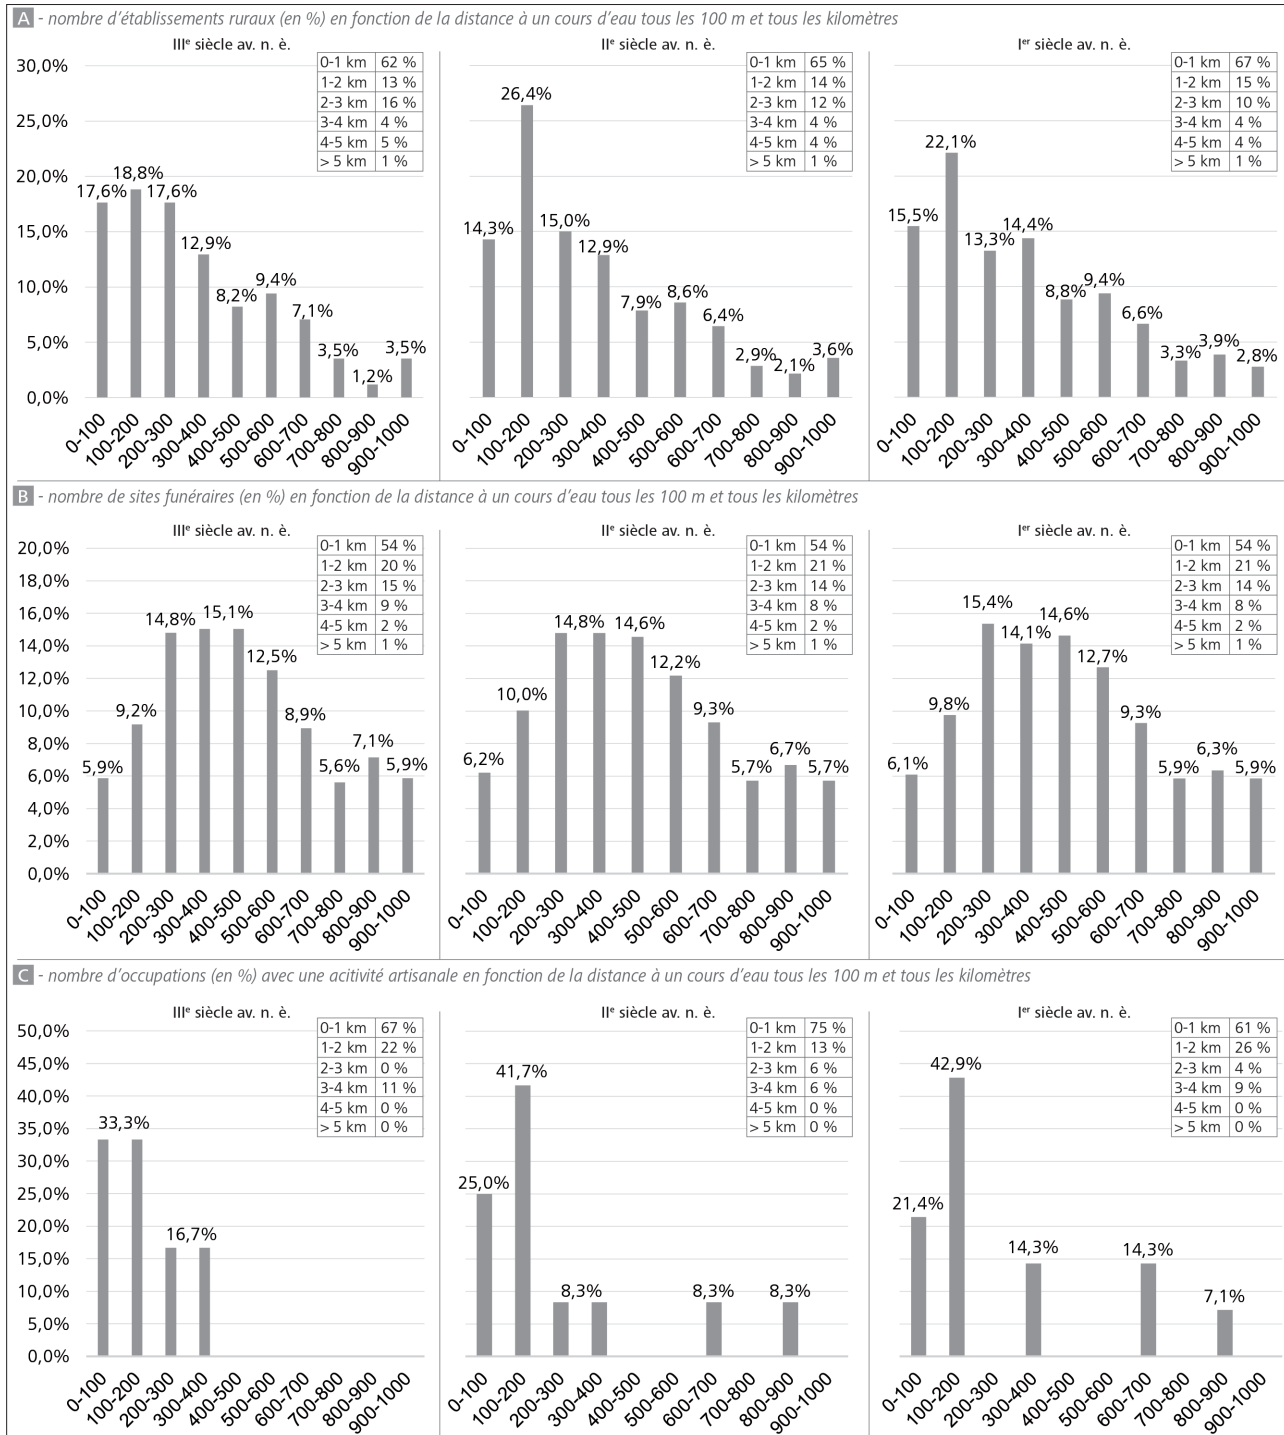 A - nombre d'établissements ruraux (en %) en fonction de la distance à un cours d'eau tous les 100 m et tous les kilomètres
IIIe siècle av. n. è.
0-1 km 62 %
1-2 km 13 %
2-3 km 16 %
3-4 km 4 %
4-5 km 5 %
> 5 km 1 %
30,0%
25,0%
20,0%
15,0%
10,0%
5,0%
0,0%
17,6%
18,8%
17,6%
12,9%
8,2%
9,4%
7,1%
3,5%
1,2%
3,5%
0-100
100-200
200-300
300-400
400-500
500-600
600-700
700-800
800-900
900-1000
IIe siècle av. n. è.
0-1 km 65 %
1-2 km 14 %
2-3 km 12 %
3-4 km 4 %
4-5 km 4 %
> 5 km 1 %
14,3%
26,4%
15,0%
12,9%
7,9%
8,6%
6,4%
2,9%
2,1%
3,6%
0-100
100-200
200-300
300-400
400-500
500-600
600-700
700-800
800-900
900-1000
Ier siècle av. n. è.
0-1 km 67 %
1-2 km 15 %
2-3 km 10 %
3-4 km 4 %
4-5 km 4 %
> 5 km 1 %
15,5%
22,1%
13,3%
14,4%
8,8%
9,4%
6,6%
3,3%
3,9%
2,8%
0-100
100-200
200-300
300-400
400-500
500-600
600-700
700-800
800-900
900-1000
B - nombre de sites funéraires (en %) en fonction de la distance à un cours d'eau tous les 100 m et tous les kilomètres
IIIe siècle av. n. è.
0-1 km 54 %
1-2 km 20 %
2-3 km 15 %
3-4 km 9 %
4-5 km 2 %
> 5 km 1 %
20,0%
18,0%
16,0%
14,0%
12,0%
10,0%
8,0%
6,0%
4,0%
2,0%
0,0%
5,9%
9,2%
14,8%
15,1%
12,5%
8,9%
5,6%
7,1%
5,9%
0-100
100-200
200-300
300-400
400-500
500-600
600-700
700-800
800-900
900-1000
IIe siècle av. n. è.
0-1 km 54 %
1-2 km 21 %
2-3 km 14 %
3-4 km 8 %
4-5 km 2 %
> 5 km 1 %
6,2%
10,0%
14,8%
14,6%
12,2%
9,3%
5,7%
6,7%
5,7%
0-100
100-200
200-300
300-400
400-500
500-600
600-700
700-800
800-900
900-1000
Ier siècle av. n. è.
0-1 km 54 %
1-2 km 21 %
2-3 km 14 %
3-4 km 8 %
4-5 km 2 %
> 5 km 1 %
6,1%
9,8%
15,4%
14,1%
14,6%
12,7%
9,3%
5,9%
6,3%
5,9%
0-100
100-200
200-300
300-400
400-500
500-600
600-700
700-800
800-900
900-1000
C - nombre d'occupations (en %) avec une acitivité artisanale en fonction de la distance à un cours d'eau tous les 100 m et tous les kilomètres
IIIe siècle av. n. è.
0-1 km 67 %
1-2 km 22 %
2-3 km 0 %
3-4 km 11 %
4-5 km 0 %
> 5 km 0 %
50,0%
45,0%
40,0%
35,0%
30,0%
25,0%
20,0%
15,0%
10,0%
5,0%
0,0%
33,3%
16,7%
0-100
100-200
200-300
300-400
400-500
500-600
600-700
700-800
800-900
900-1000
IIe siècle av. n. è.
0-1 km 75 %
1-2 km 13 %
2-3 km 6 %
3-4 km 6 %
4-5 km 0 %
> 5 km 0 %
25,0%
41,7%
8,3%
8,3%
8,3%
0-100
100-200
200-300
300-400
400-500
500-600
600-700
700-800
800-900
900-1000
Ier siècle av. n. è.
0-1 km 61 %
1-2 km 26 %
2-3 km 4 %
3-4 km 9 %
4-5 km 0 %
> 5 km 0 %
21,4%
42,9%
14,3%
14,3%
7,1%
0-100
100-200
200-300
300-400
400-500
500-600
600-700
700-800
800-900
900-1000